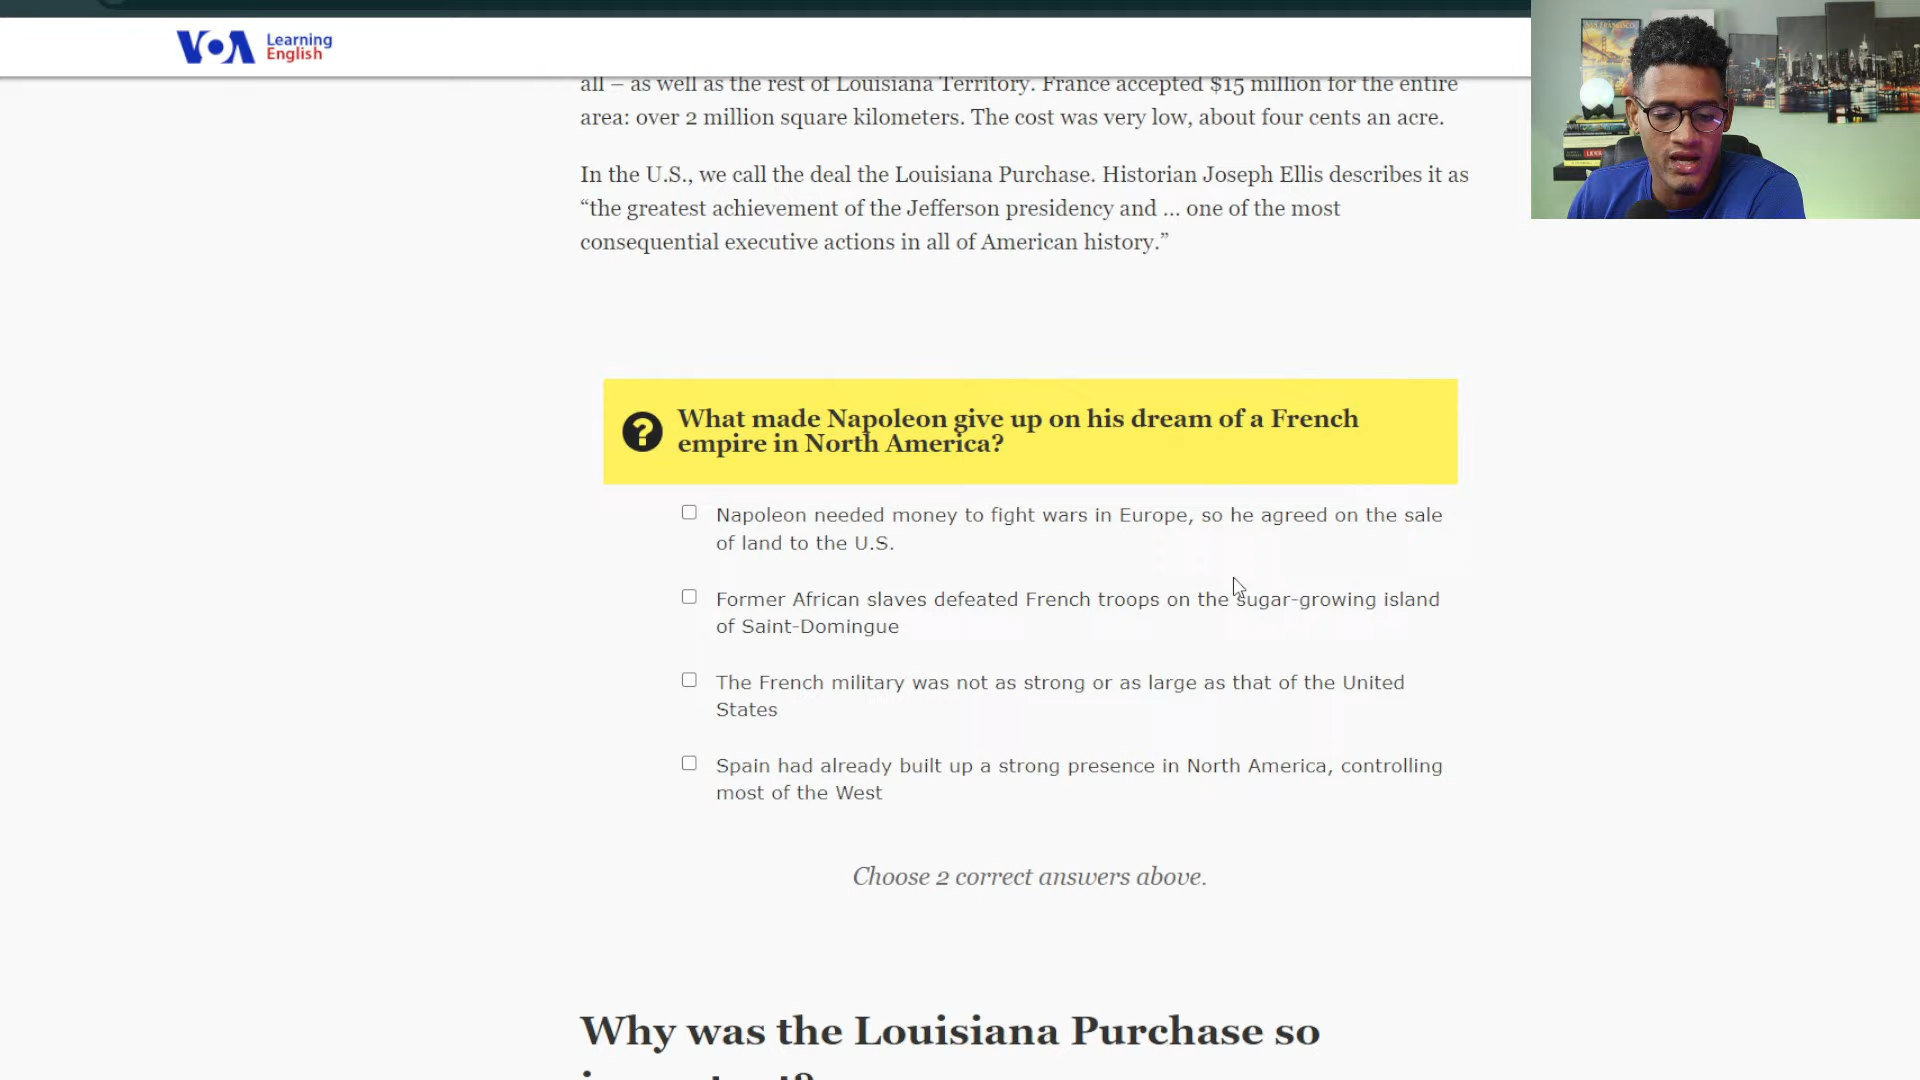 VOA Learning
English
all – as well as the rest of Louisiana Territory. France accepted $15 million for the entire
area: over 2 million square kilometers. The cost was very low, about four cents an acre.
In the U.S., we call the deal the Louisiana Purchase. Historian Joseph Ellis describes it as
“the greatest achievement of the Jefferson presidency and ... one of the most
consequential executive actions in all of American history.”
? What made Napoleon give up on his dream of a French
empire in North America?
Napoleon needed money to fight wars in Europe, so he agreed on the sale
of land to the U.S.
Former African slaves defeated French troops on the sugar-growing island
of Saint-Domingue
The French military was not as strong or as large as that of the United
States
Spain had already built up a strong presence in North America, controlling
most of the West
Choose 2 correct answers above.
Why was the Louisiana Purchase so